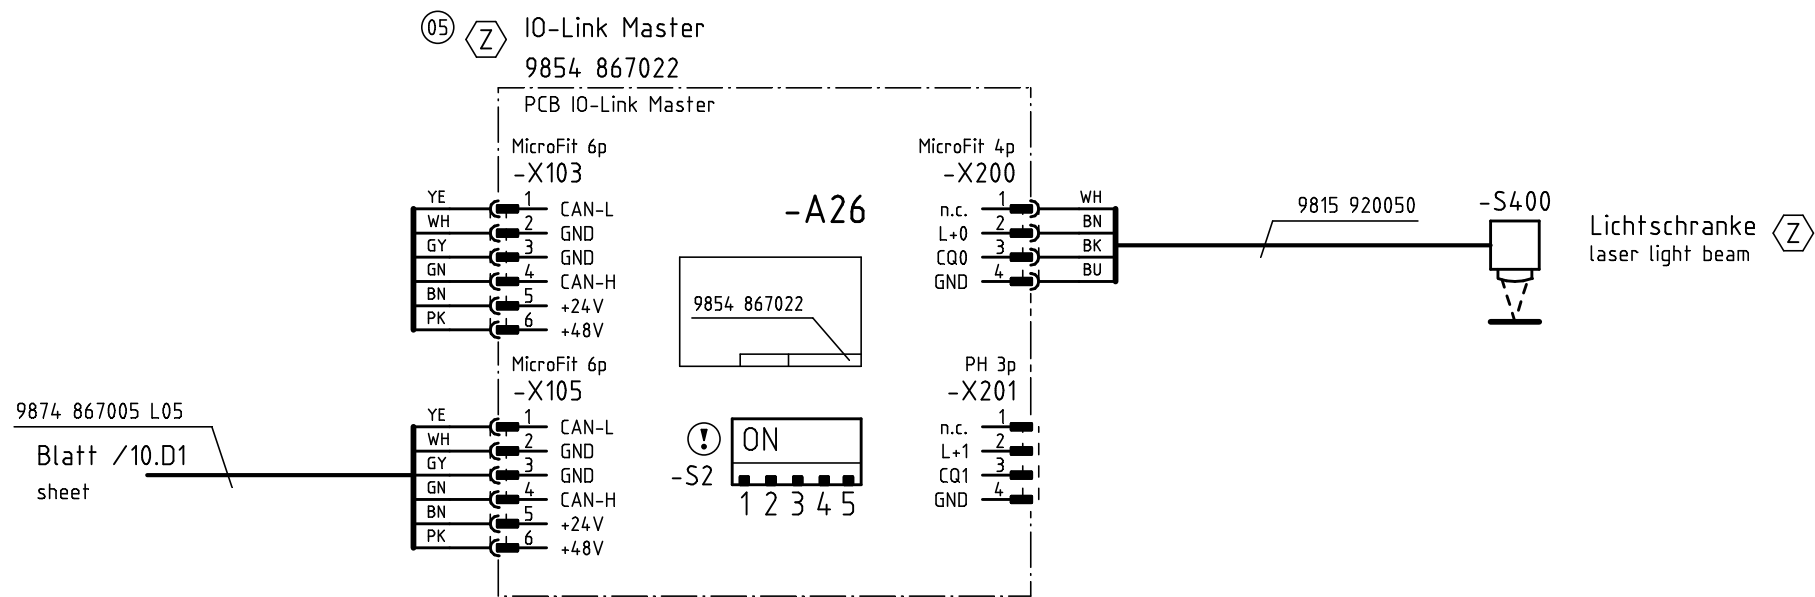 05 Z IO-Link Master
9854 867022
PCB IO-Link Master
MicroFit 6p
-X103
YE 1 CAN-L
WH 2 GND
GY 3 GND
GN 4 CAN-H
BN 5 +24V
PK 6 +48V
MicroFit 6p
-X105
YE 1 CAN-L
WH 2 GND
GY 3 GND
GN 4 CAN-H
BN 5 +24V
PK 6 +48V
9874 867005 L05
Blatt /10.D1
sheet
-A26
9854 867022
! ON
-S2
1 2 3 4 5
MicroFit 4p
-X200
n.c. 1 WH
L+0 2 BN
CQ0 3 BK
GND 4 BU
PH 3p
-X201
n.c. 1
L+1 2
CQ1 3
GND 4
9815 920050
-S400
Lichtschranke Z
laser light beam